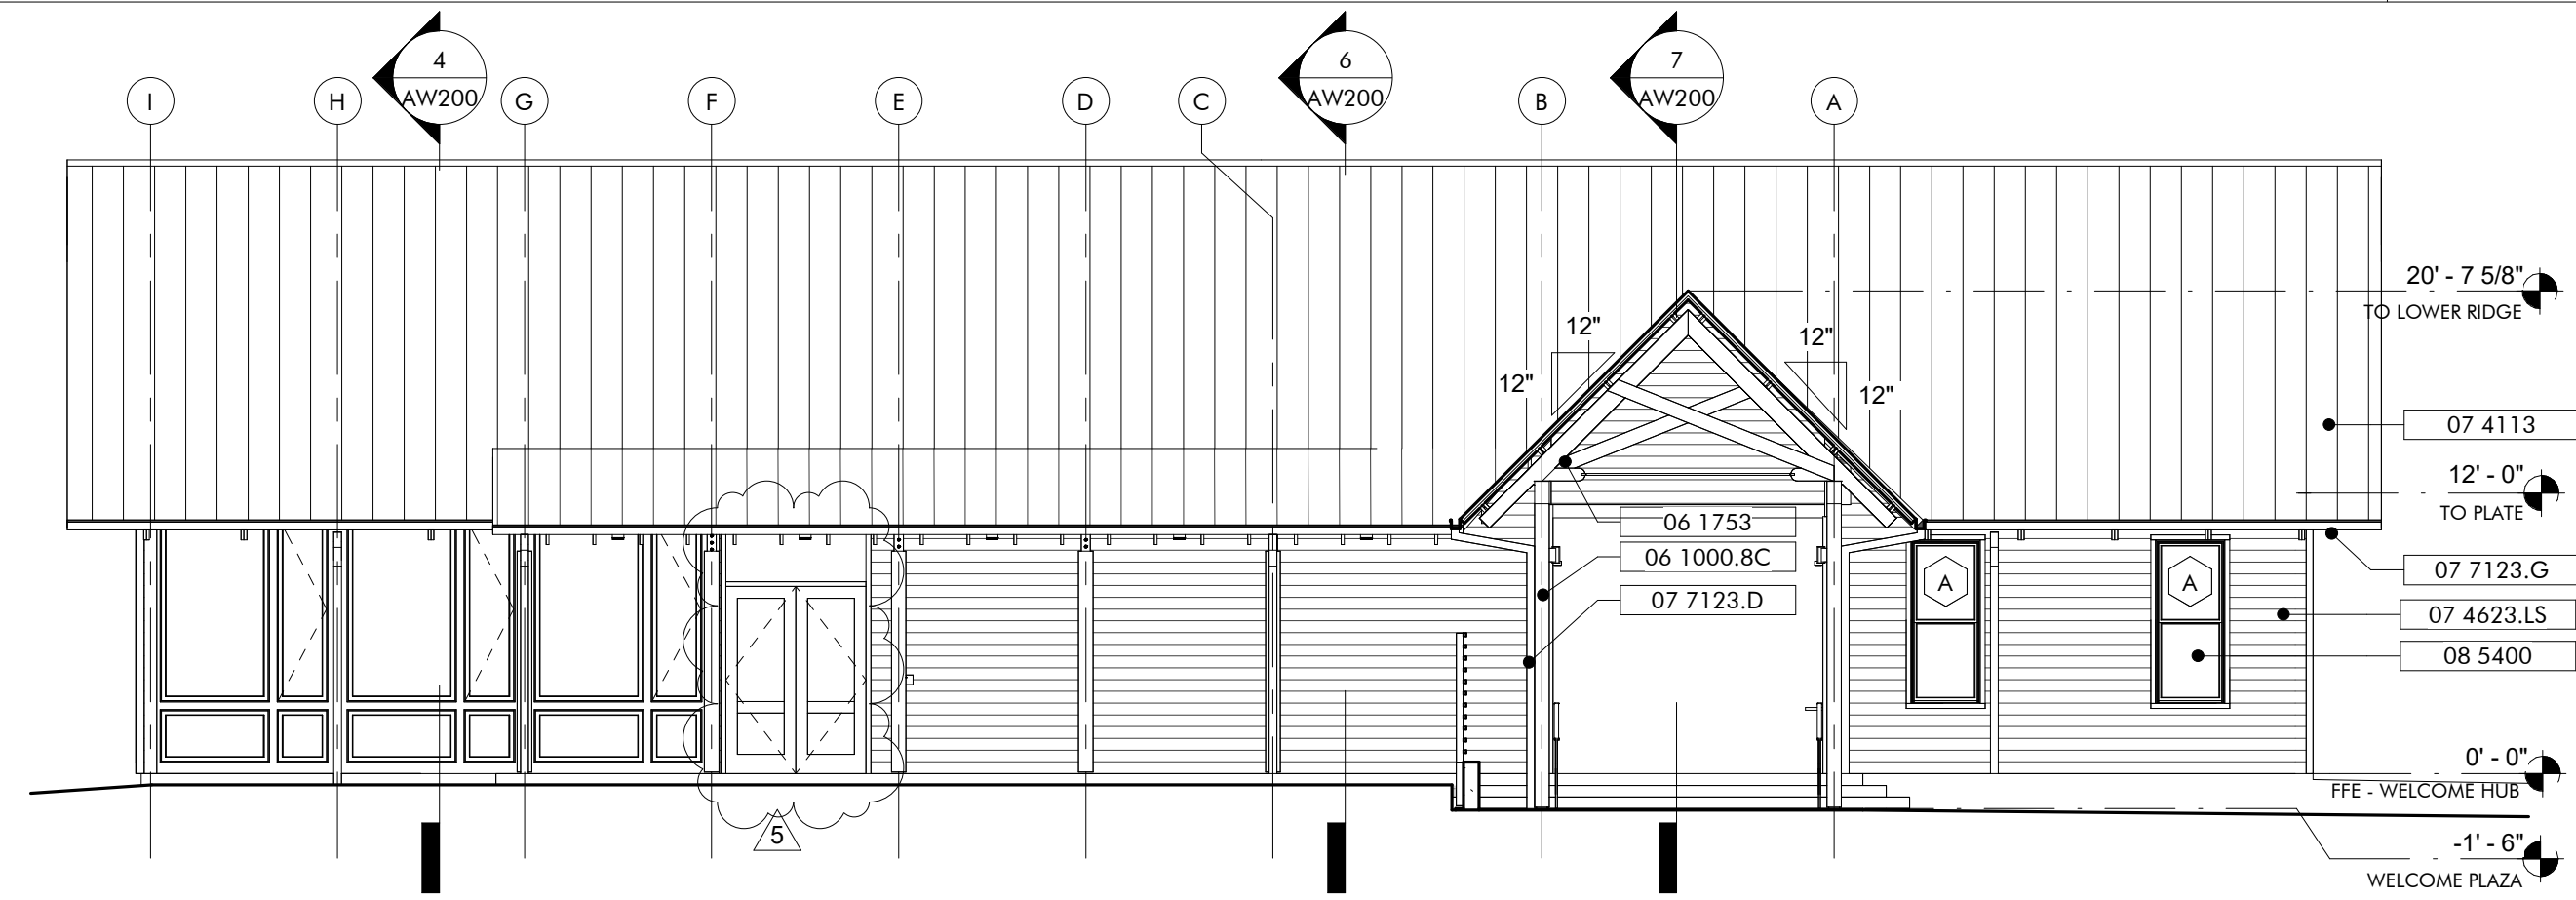 4
AW200
6
AW200
7
AW200
I
H
G
F
E
D
C
B
A
20' - 7 5/8"
TO LOWER RIDGE
12"
12"
12"
12"
07 4113
12' - 0"
TO PLATE
06 1753
06 1000.8C
07 7123.D
A
A
07 7123.G
07 4623.LS
08 5400
0' - 0"
FFE - WELCOME HUB
5
-1' - 6"
WELCOME PLAZA